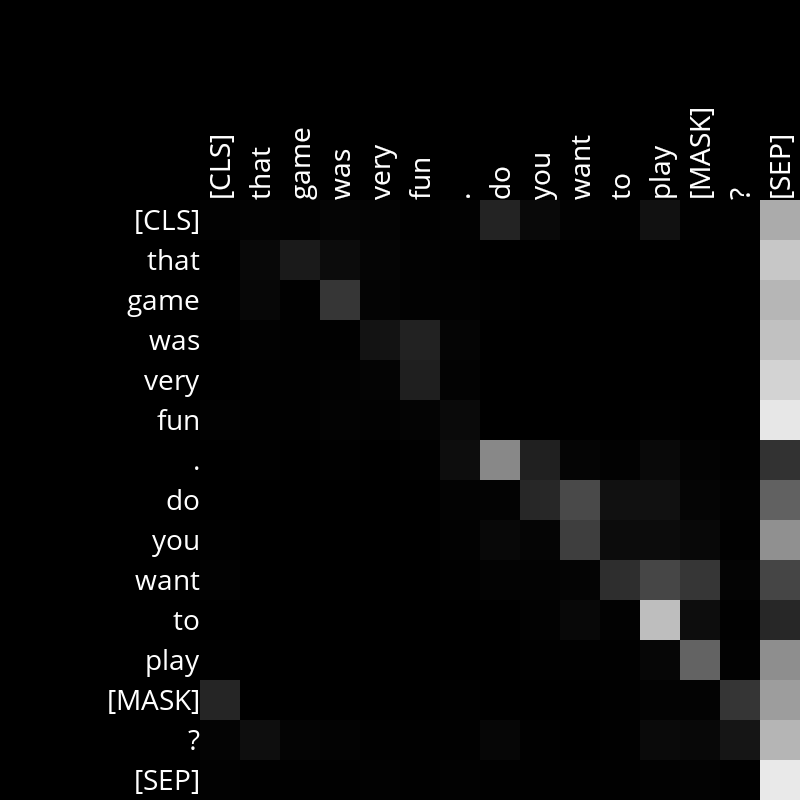 [CLS] that game was very fun . do you want to play [MASK] ? [SEP]
[CLS]
that
game
was
very
fun
.
do
you
want
to
play
[MASK]
?
[SEP]